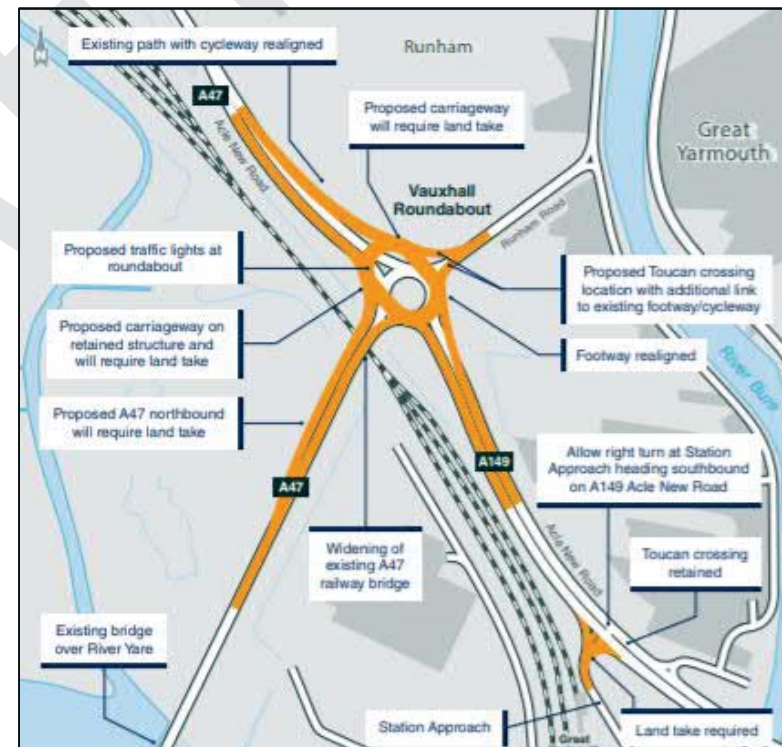 Existing path with cycleway realigned
Runham
A47
Acle New Road
Proposed carriageway
will require land take
Great
Yarmouth
Vauxhall
Roundabout
Runham Road
Proposed traffic lights at
roundabout
Proposed Toucan crossing
location with additional link
to existing footway/cycleway
Proposed carriageway on
retained structure and
will require land take
Footway realigned
River Bure
Proposed A47 northbound
will require land take
A149
Allow right turn at Station
Approach heading southbound
on A149 Acle New Road
A47
Acle New Road
Widening of
existing A47
railway bridge
Toucan crossing
retained
Existing bridge
over River Yare
Station Approach
Land take required
Great